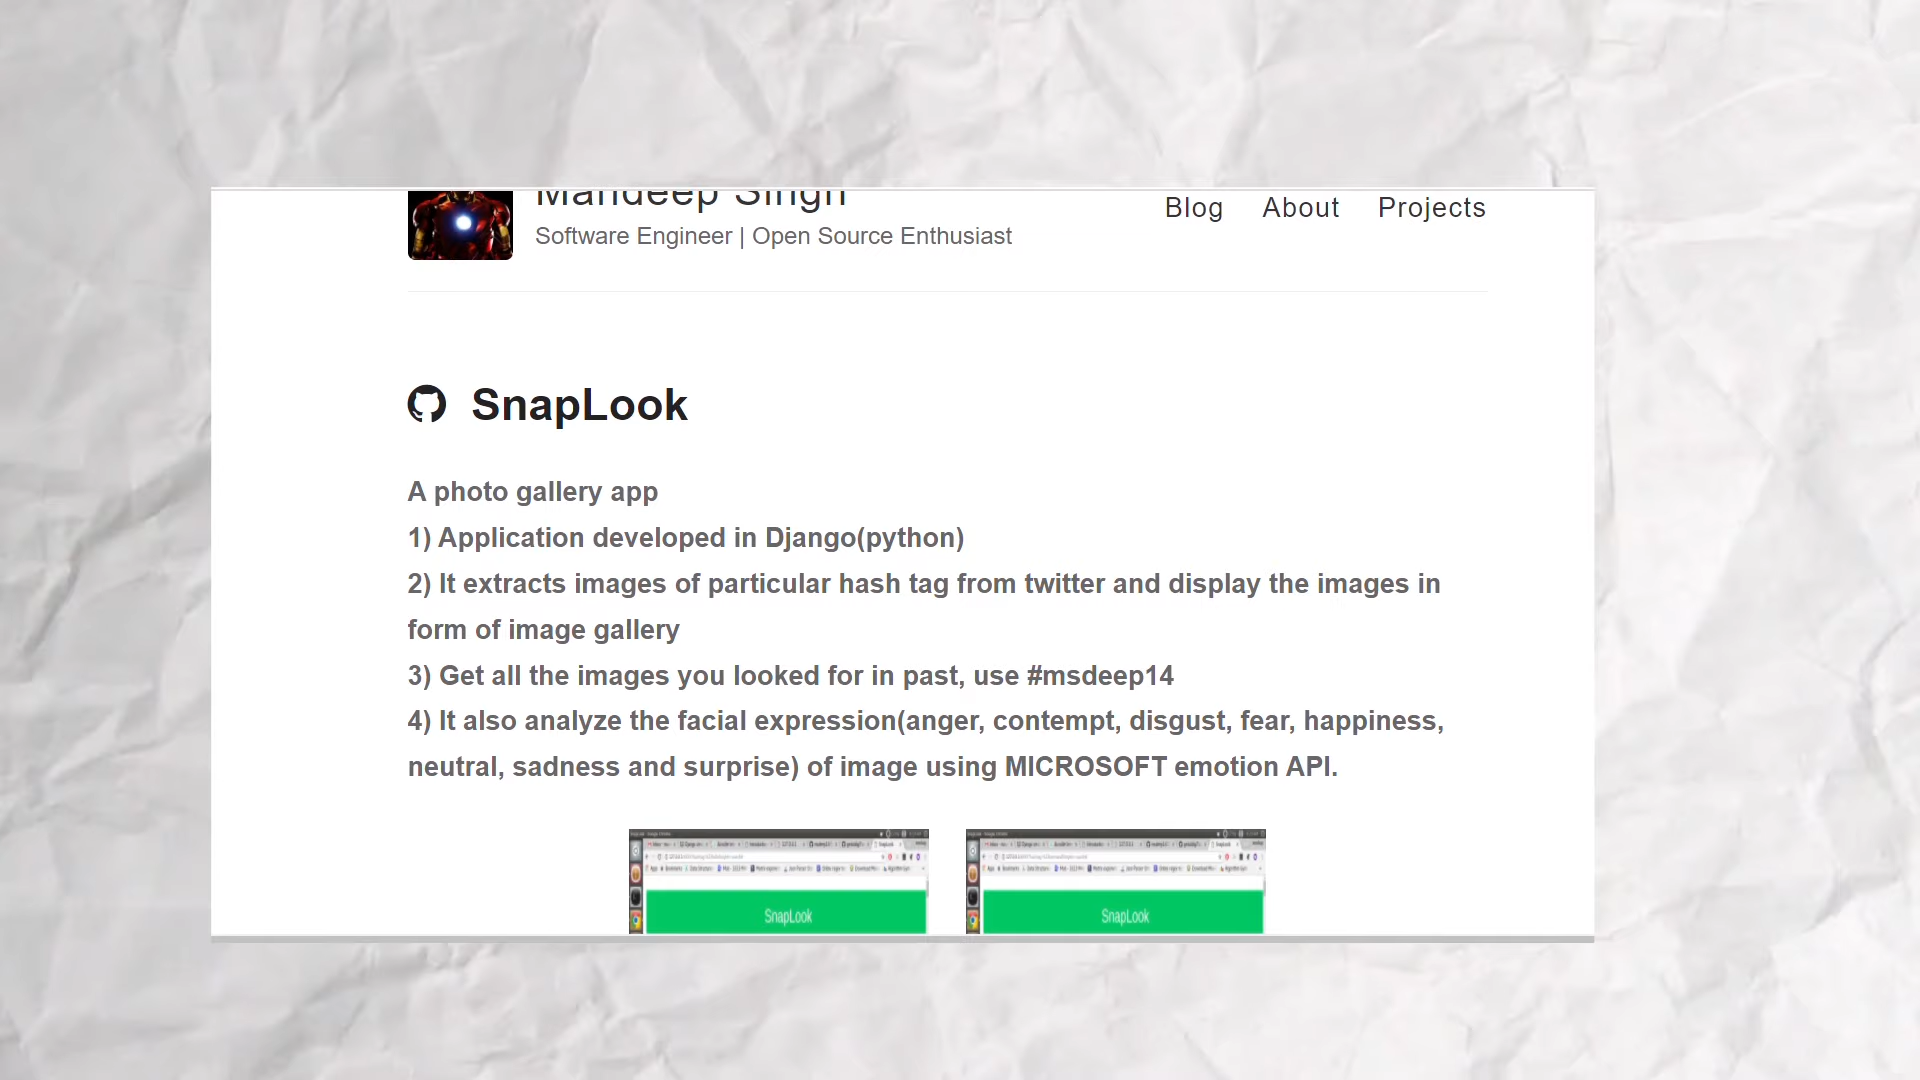 Mandeep Singh
Software Engineer | Open Source Enthusiast
Blog About Projects
SnapLook
A photo gallery app
1) Application developed in Django(python)
2) It extracts images of particular hash tag from twitter and display the images in
form of image gallery
3) Get all the images you looked for in past, use #msdeep14
4) It also analyze the facial expression(anger, contempt, disgust, fear, happiness,
neutral, sadness and surprise) of image using MICROSOFT emotion API.
SnapLook
SnapLook